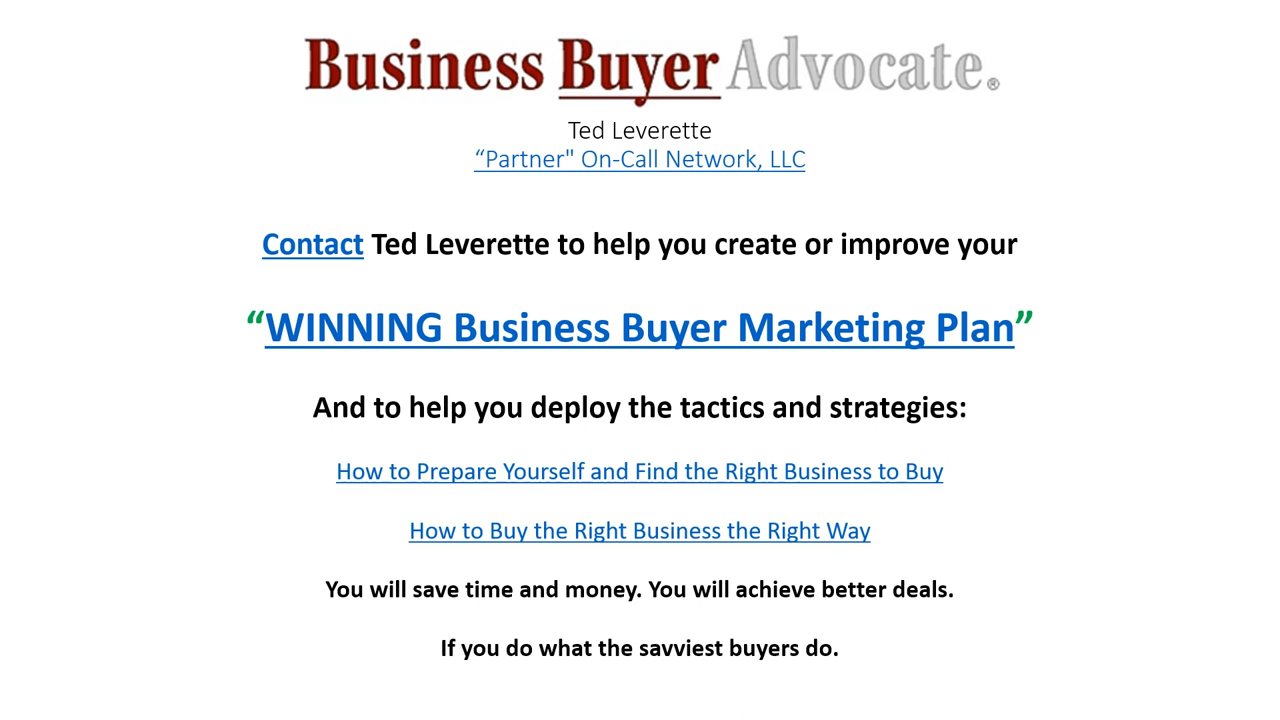 Business Buyer Advocate.®
Ted Leverette
“Partner" On-Call Network, LLC
Contact Ted Leverette to help you create or improve your
“WINNING Business Buyer Marketing Plan”
And to help you deploy the tactics and strategies:
How to Prepare Yourself and Find the Right Business to Buy
How to Buy the Right Business the Right Way
You will save time and money. You will achieve better deals.
If you do what the savviest buyers do.